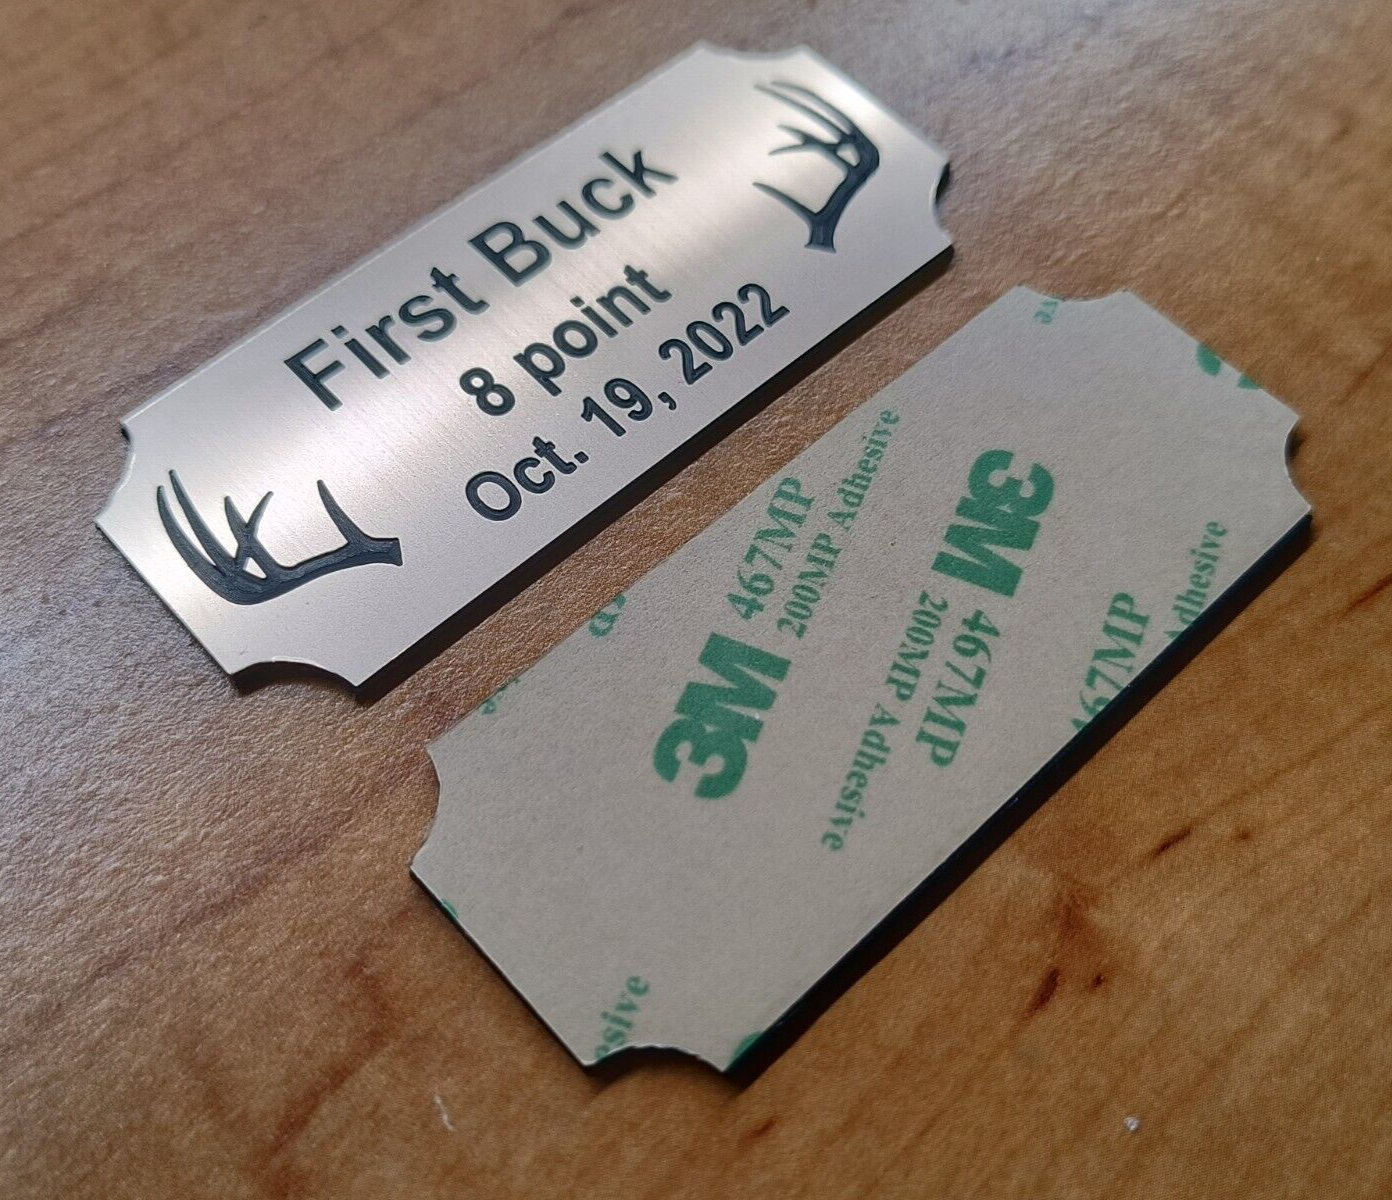 First Buck
8 point
Oct. 19, 2022
3M 467MP
200MP Adhesive
3M 467MP
200MP Adhesive
467MP
Adhesive